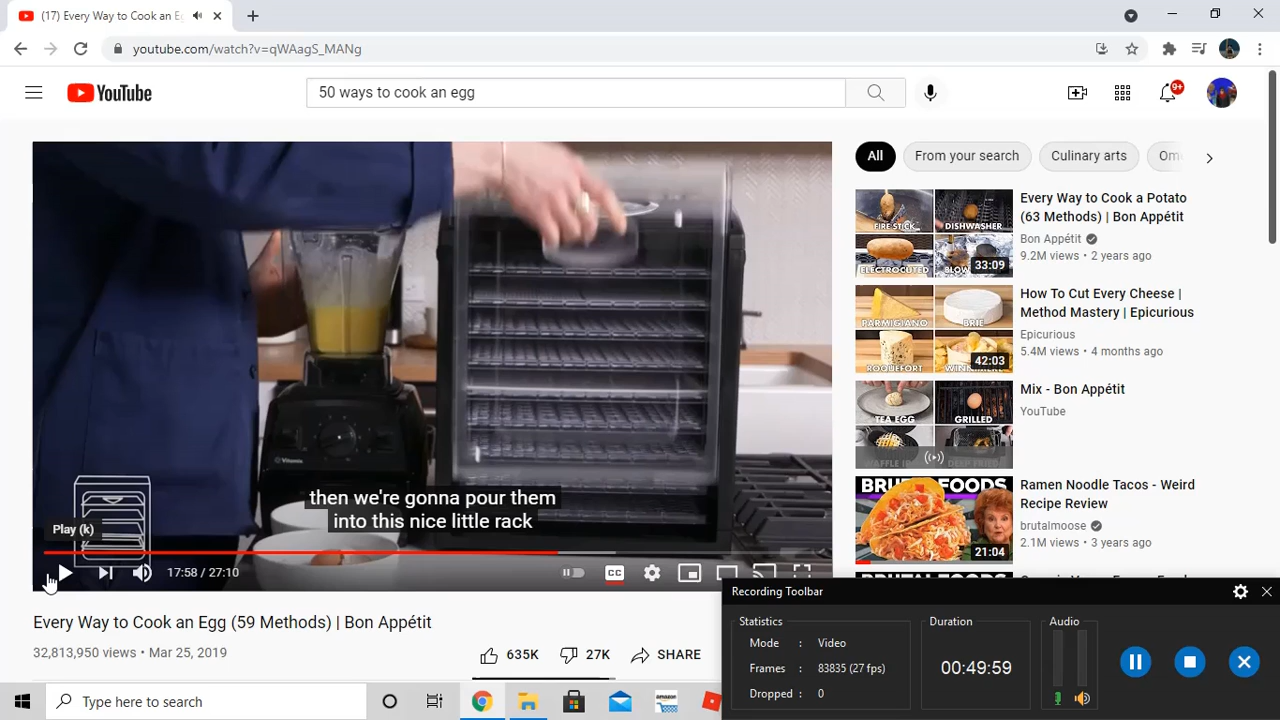 (17) Every Way to Cook an Eg
youtube.com/watch?v=qWAagS_MANg
YouTube
50 ways to cook an egg
9+
then we're gonna pour them
into this nice little rack
Play (k)
17:58 / 27:10
CC
Every Way to Cook an Egg (59 Methods) | Bon Appétit
32,813,950 views • Mar 25, 2019
635K
27K
SHARE
All
From your search
Culinary arts
FIRE STICK
DISHWASHER
ELECTROCUTED
33:09
Every Way to Cook a Potato
(63 Methods) | Bon Appétit
Bon Appétit
9.2M views • 2 years ago
PARMIGIANO
BRIE
ROQUEFORT
42:03
How To Cut Every Cheese |
Method Mastery | Epicurious
Epicurious
5.4M views • 4 months ago
TEA EGG
GRILLED
Mix - Bon Appétit
YouTube
21:04
Ramen Noodle Tacos - Weird
Recipe Review
brutalmoose
2.1M views • 3 years ago
Recording Toolbar
Statistics
Mode : Video
Frames : 83835 (27 fps)
Dropped : 0
Duration
00:49:59
Audio
Type here to search
amazon